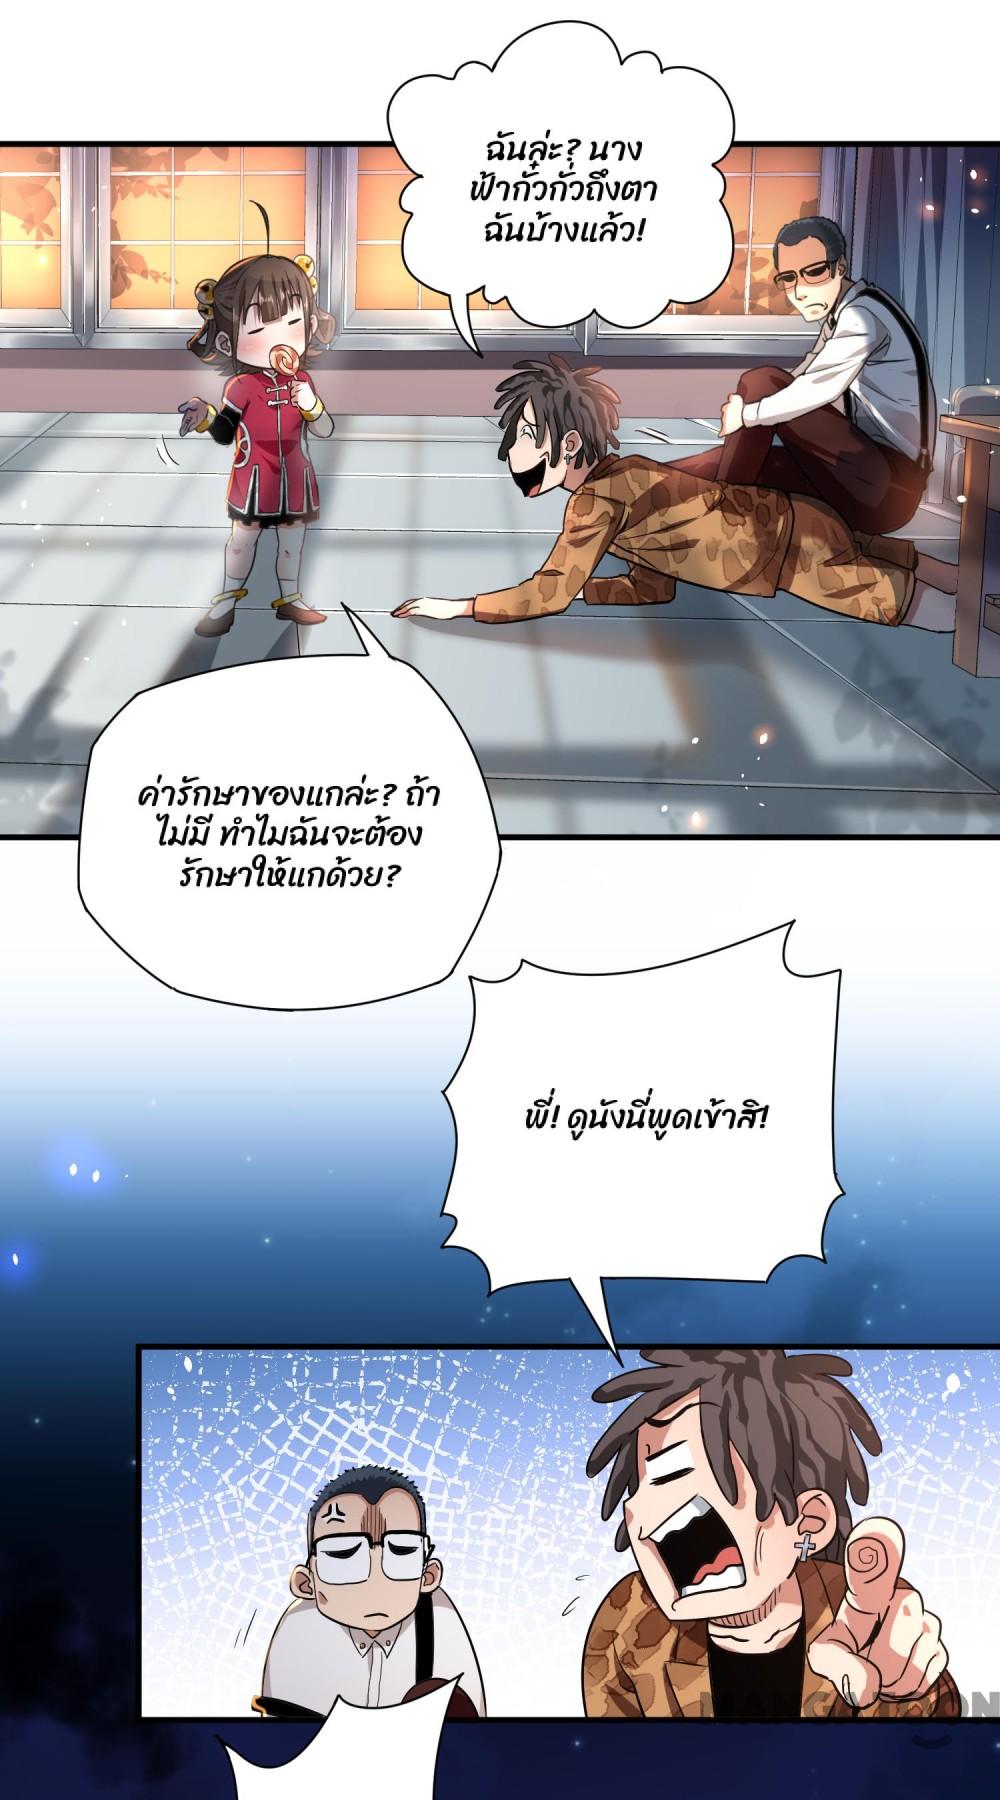 ฉันล่ะ? นาง
ฟ้ากั๋วกั่วถึงตา
ฉันบ้างแล้ว!
ค่ารักษาของแกล่ะ? ถ้า
ไม่มี ทำไมฉันจะต้อง
รักษาให้แกด้วย?
พี่! ดูนังนี่พูดเข้าสิ!
MANGATOON